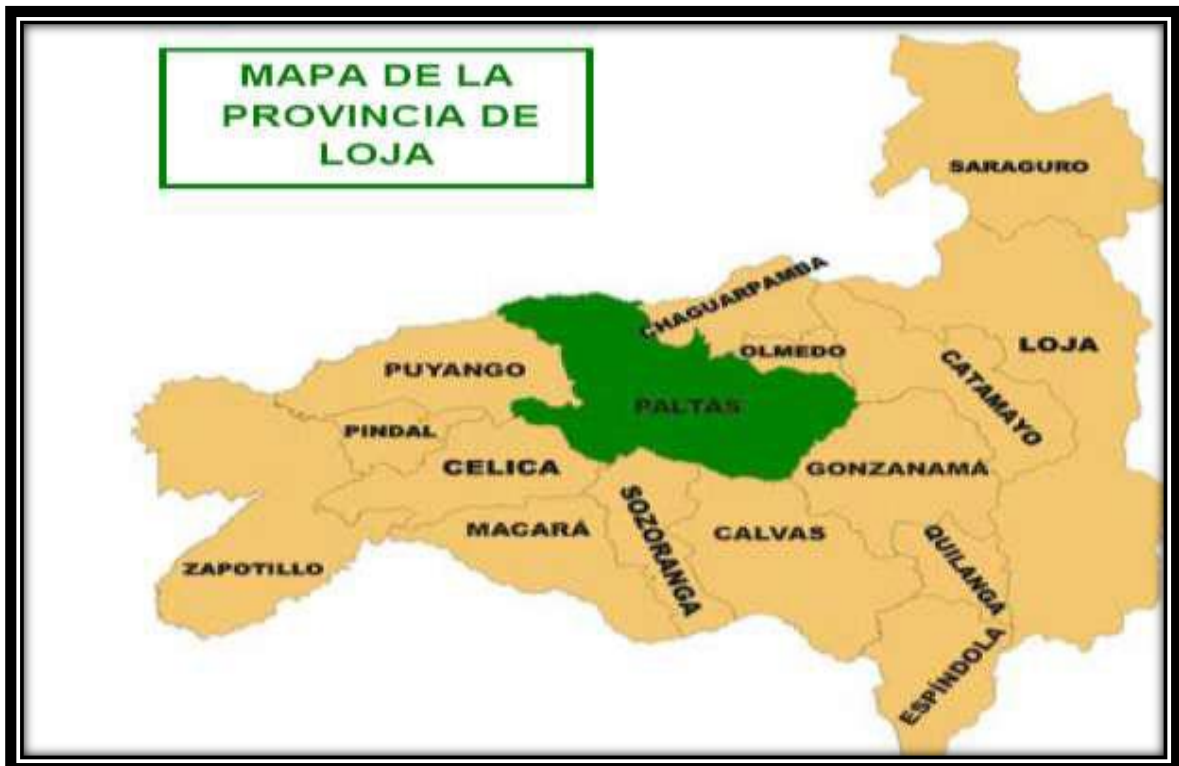 MAPA DE LA
PROVINCIA DE
LOJA
SARAGURO
CHAGUARPAMBA
OLMEDO
LOJA
PUYANGO
CATAMAYO
PALTAS
PINDAL
CELICA
GONZANAMÁ
SOZORANGA
MACARÁ
CALVAS
QUILANGA
ZAPOTILLO
ESPÍNDOLÁ